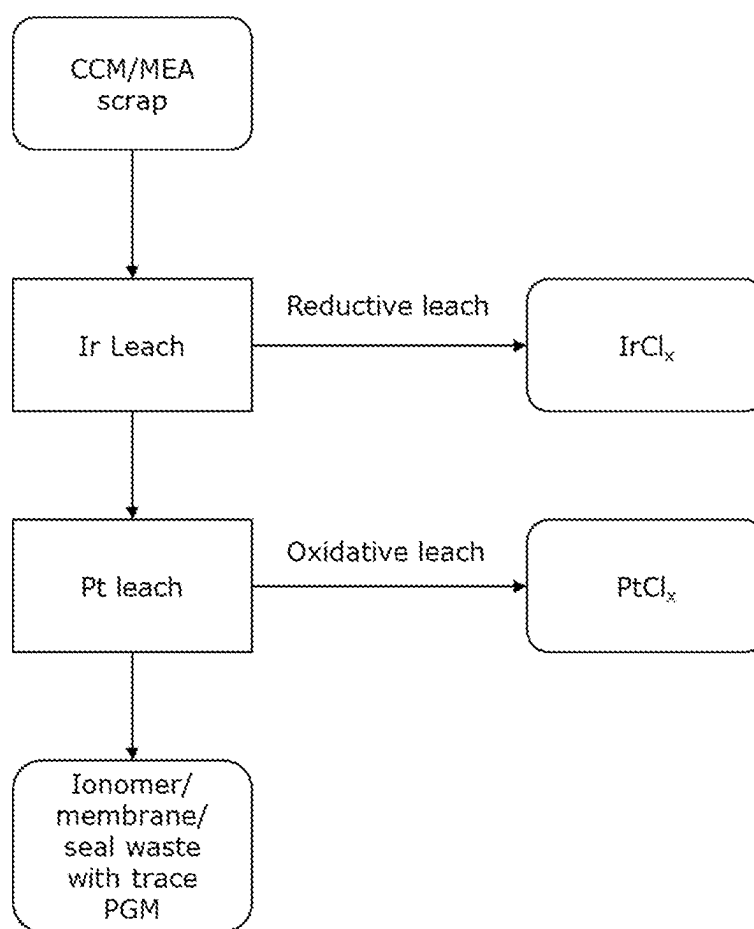 CCM/MEA
scrap
Reductive leach
Ir Leach
IrClₓ
Oxidative leach
Pt leach
PtClₓ
Ionomer/
membrane/
seal waste
with trace
PGM